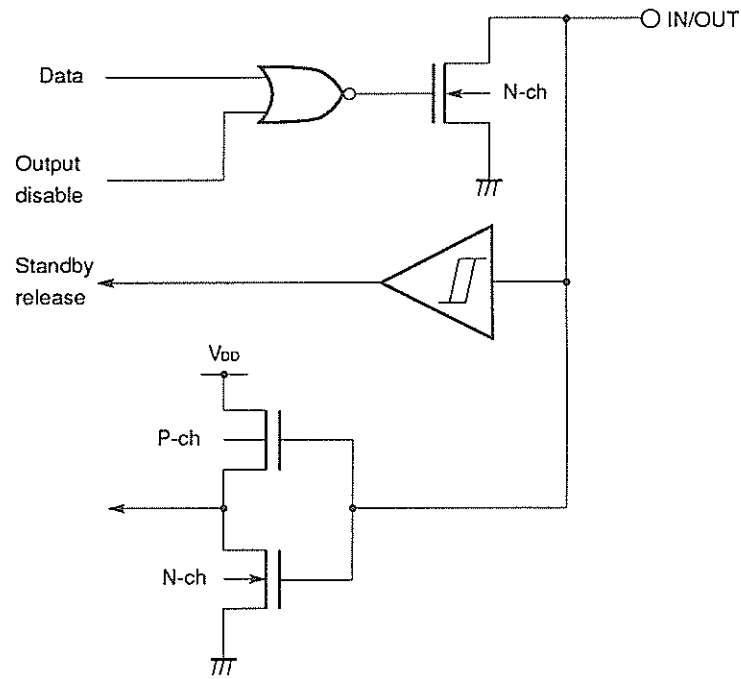 IN/OUT
Data
N-ch
Output
disable
Standby
release
VDD
P-ch
N-ch